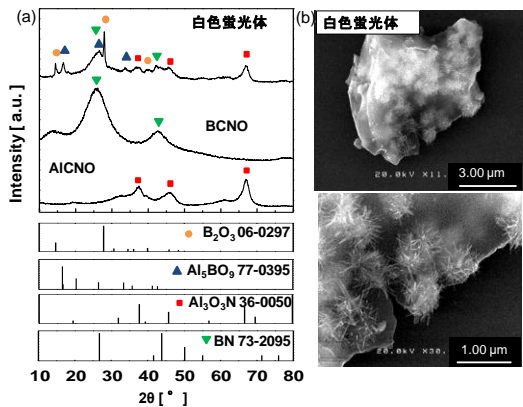 (a)
白色蛍光体
BCNO
AlCNO
Intensity [ a.u. ]
B₂O₃ 06-0297
Al₅BO₉ 77-0395
Al₃O₃N 36-0050
BN 73-2095
10 20 30 40 50 60 70 80
2θ [ ° ]
(b)
白色蛍光体
20.0kV X11.
3.00 µm
20.0kV X30.
1.00 µm